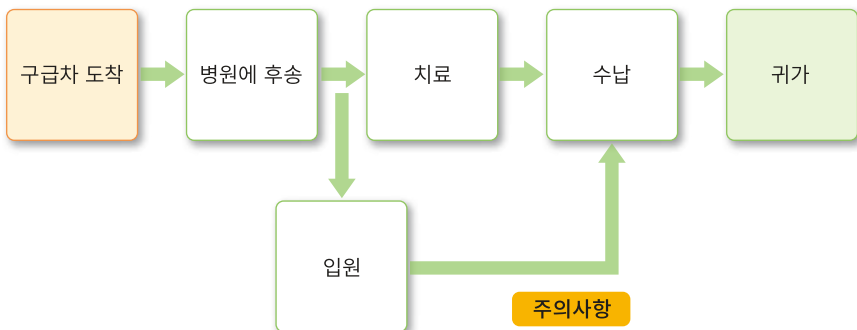 구급차 도착
병원에 후송
치료
수납
귀가
입원
주의사항